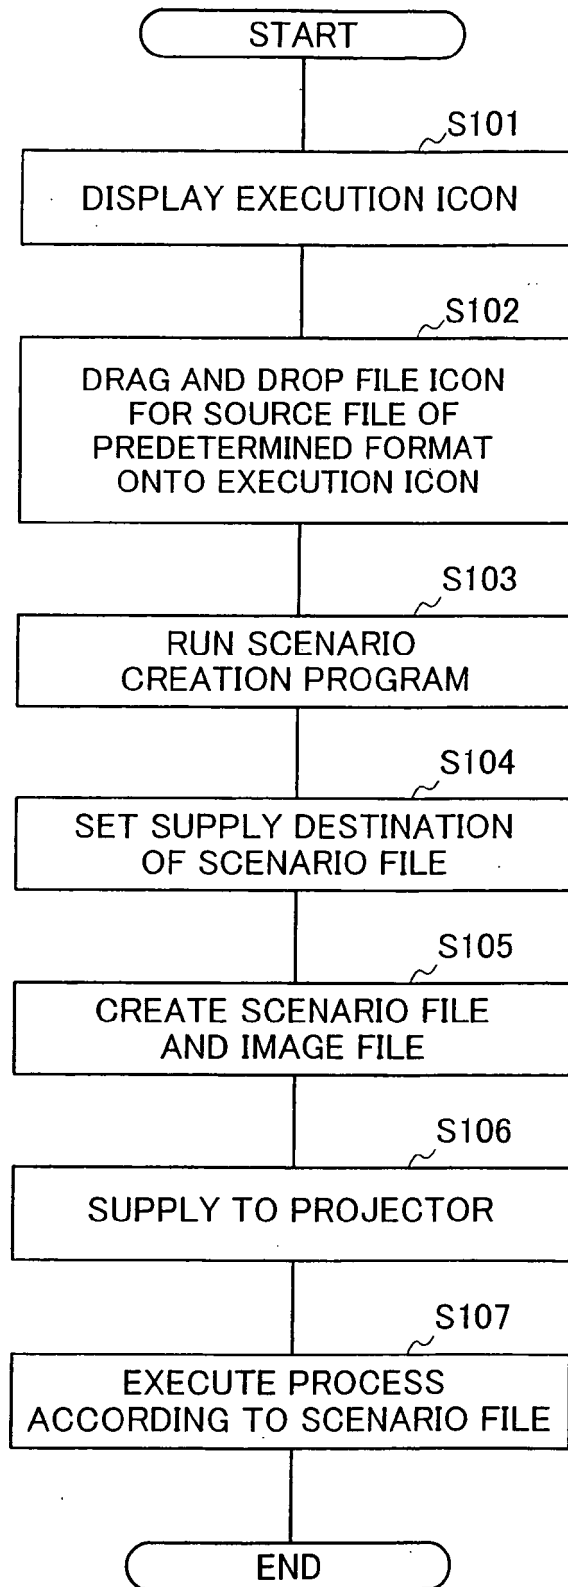 START
S101
DISPLAY EXECUTION ICON
S102
DRAG AND DROP FILE ICON
FOR SOURCE FILE OF
PREDETERMINED FORMAT
ONTO EXECUTION ICON
S103
RUN SCENARIO
CREATION PROGRAM
S104
SET SUPPLY DESTINATION
OF SCENARIO FILE
S105
CREATE SCENARIO FILE
AND IMAGE FILE
S106
SUPPLY TO PROJECTOR
S107
EXECUTE PROCESS
ACCORDING TO SCENARIO FILE
END